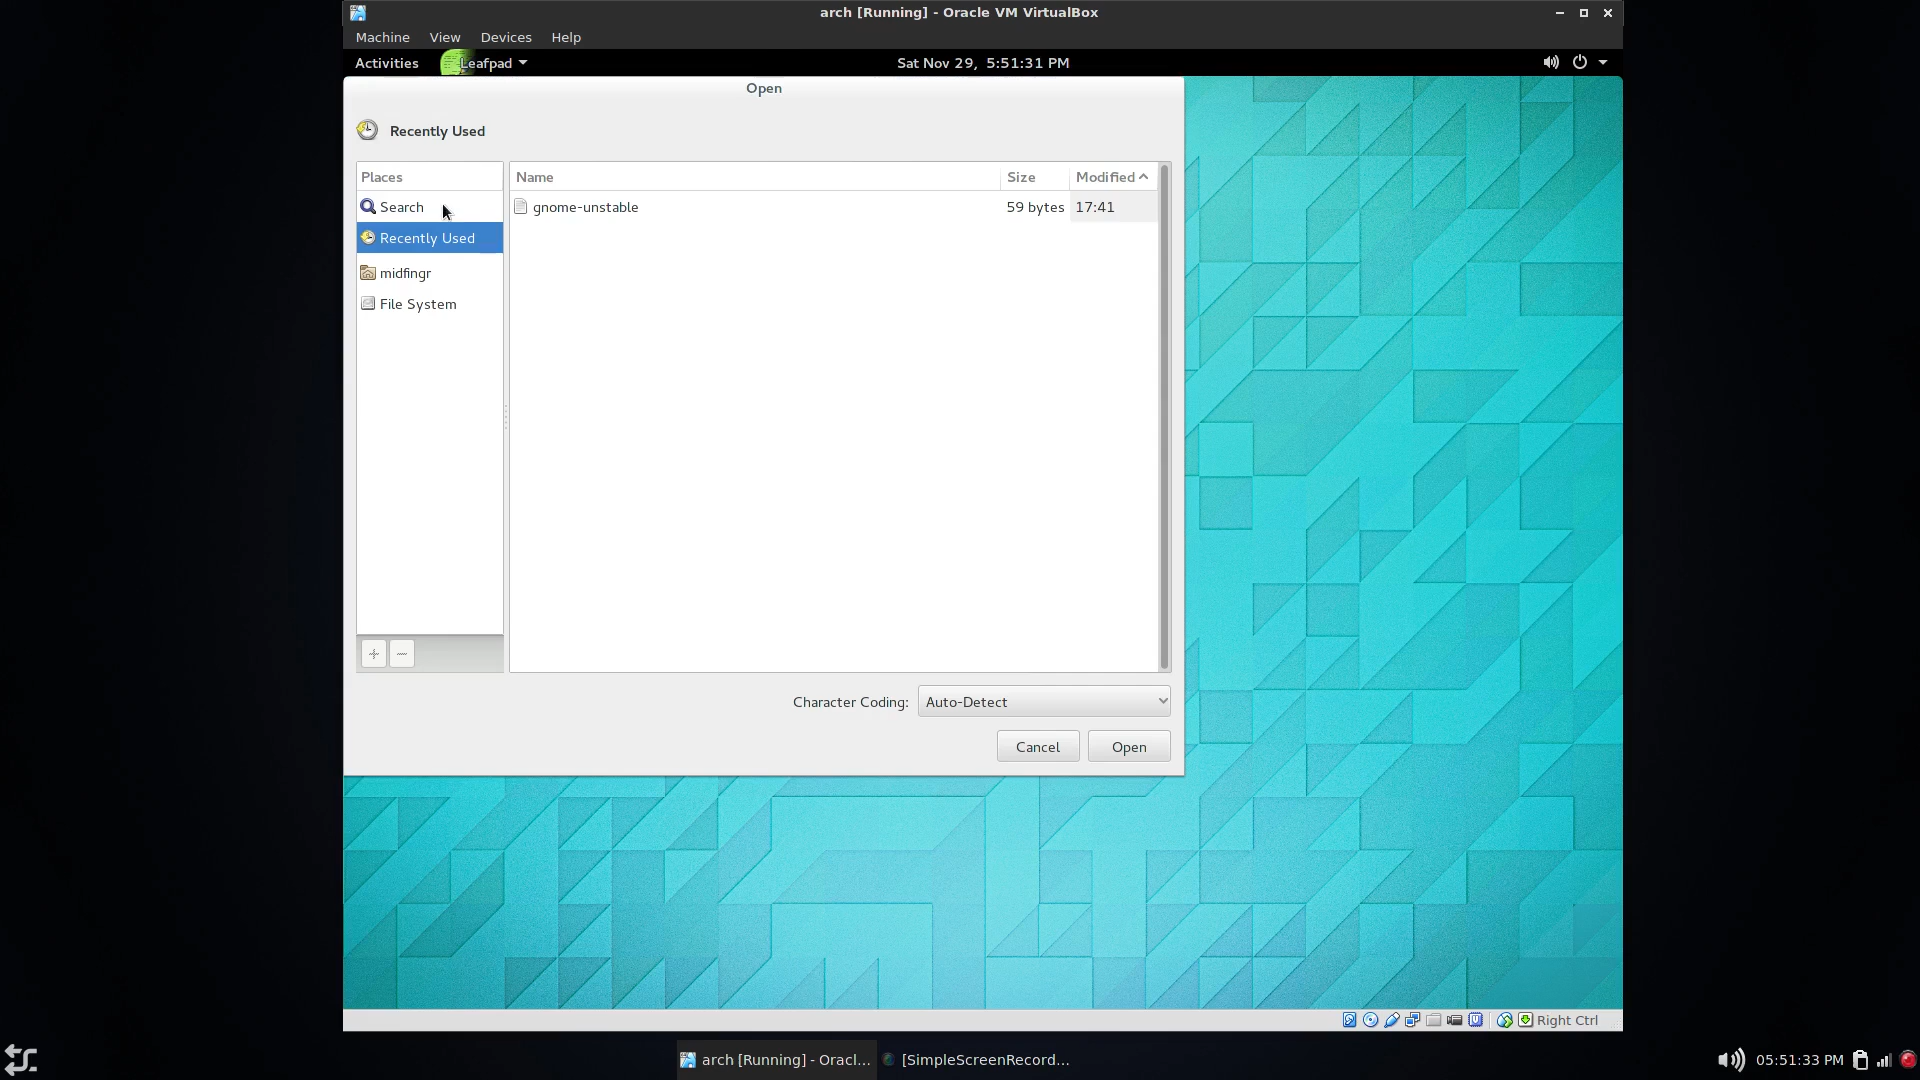 arch [Running] - Oracle VM VirtualBox
Machine View Devices Help
Activities Leafpad Sat Nov 29, 5:51:31 PM
Open
Recently Used
Places Name Size Modified
Search gnome-unstable 59 bytes 17:41
Recently Used
midfingr
File System
Character Coding: Auto-Detect
Cancel Open
Right Ctrl
arch [Running] - Oracl... [SimpleScreenRecord... 05:51:33 PM